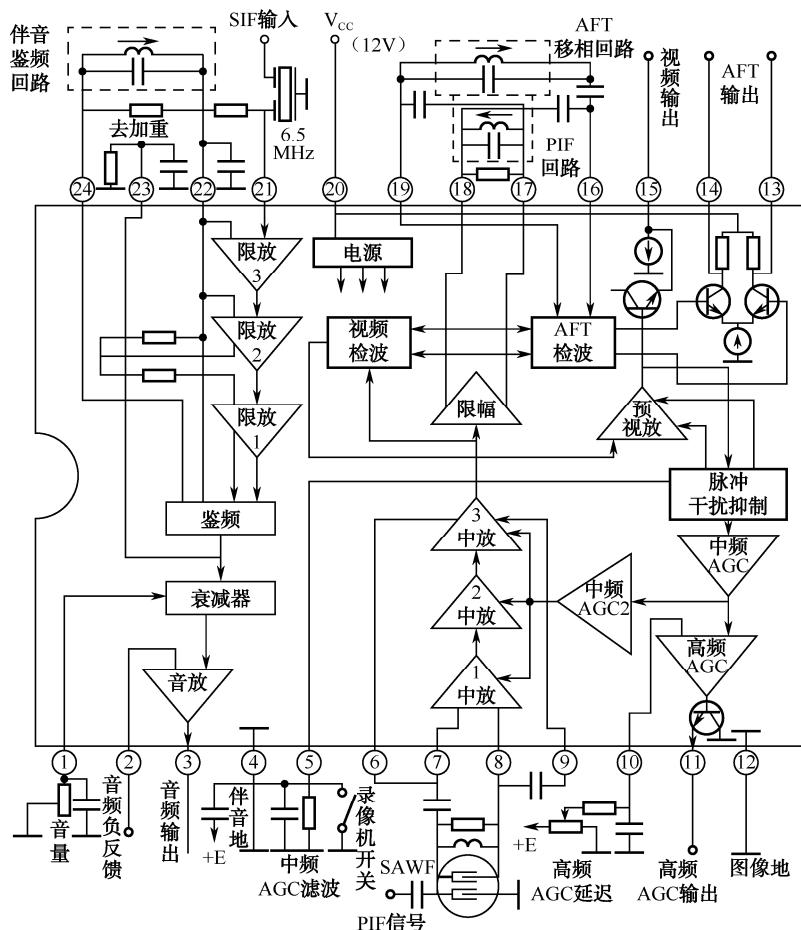 伴音
鉴频
回路
SIF输入
V_CC
(12V)
AFT
移相回路
视频输出
AFT
输出
去加重
6.5
MHz
PIF
回路
24
23
22
21
20
19
18
17
16
15
14
13
限放
3
电源
限放
2
视频
检波
AFT
检波
限放
1
限幅
预
视放
脉冲
干扰抑制
鉴频
3
中放
中频
AGC
衰减器
2
中放
中频
AGC2
音放
1
中放
高频
AGC
1
2
3
4
5
6
7
8
9
10
11
12
音量
音频负反馈
音频输出
+E
伴音地
中频
AGC滤波
录像机开关
SAWF
PIF信号
+E
高频
AGC延迟
高频
AGC输出
图像地